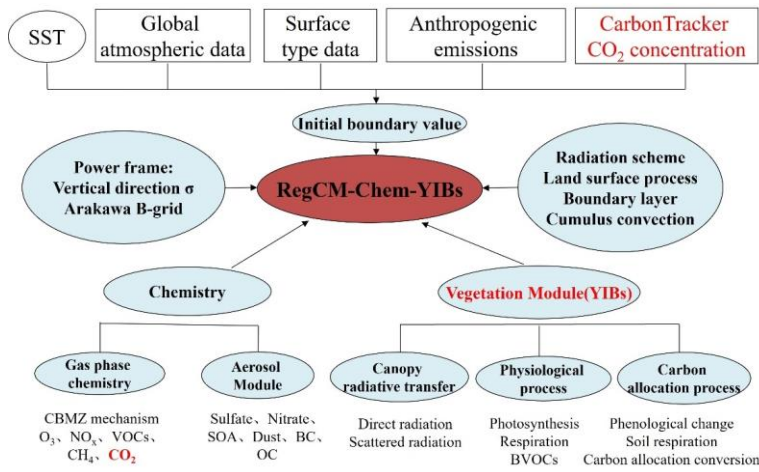 SST
Global
atmospheric data
Surface
type data
Anthropogenic
emissions
CarbonTracker
CO₂ concentration
Initial boundary value
Power frame:
Vertical direction σ
Arakawa B-grid
RegCM-Chem-YIBs
Radiation scheme
Land surface process
Boundary layer
Cumulus convection
Chemistry
Vegetation Module(YIBs)
Gas phase
chemistry
Aerosol
Module
Canopy
radiative transfer
Physiological
process
Carbon
allocation process
CBMZ mechanism
O₃、NOₓ、VOCs、
CH₄、CO₂
Sulfate、Nitrate、
SOA、Dust、BC、
OC
Direct radiation
Scattered radiation
Photosynthesis
Respiration
BVOCs
Phenological change
Soil respiration
Carbon allocation conversion